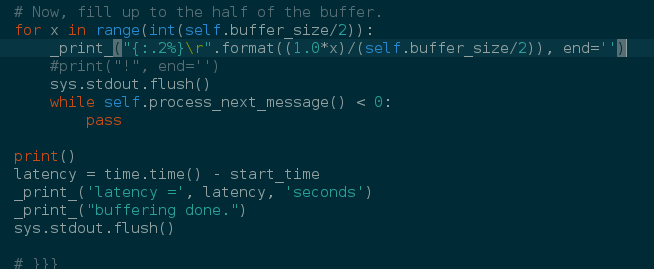 # Now, fill up to the half of the buffer.
for x in range(int(self.buffer_size/2)):
    _print_("{:.2%}\r".format((1.0*x)/(self.buffer_size/2)), end='')
    #print("!", end='')
    sys.stdout.flush()
    while self.process_next_message() < 0:
        pass

print()
latency = time.time() - start_time
_print_('latency =', latency, 'seconds')
_print_("buffering done.")
sys.stdout.flush()

# }}}